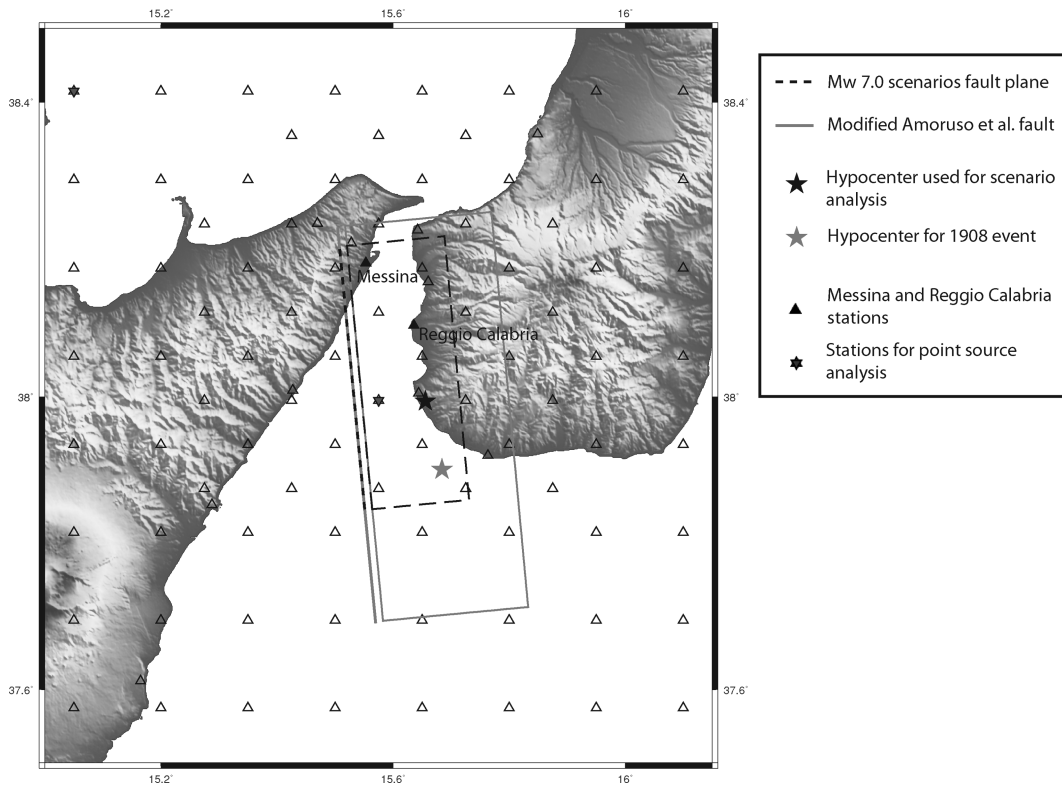 15.2°
15.6°
16°
38.4°
38.4°
Messina
Reggio Calabria
38°
38°
37.6°
37.6°
15.2°
15.6°
16°
Mw 7.0 scenarios fault plane
Modified Amoruso et al. fault
Hypocenter used for scenario
analysis
Hypocenter for 1908 event
Messina and Reggio Calabria
stations
Stations for point source
analysis